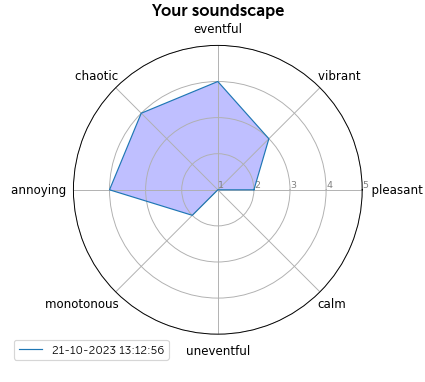 Your soundscape
eventful
chaotic
vibrant
annoying
1
2
3
4
5
pleasant
monotonous
calm
21-10-2023 13:12:56
uneventful